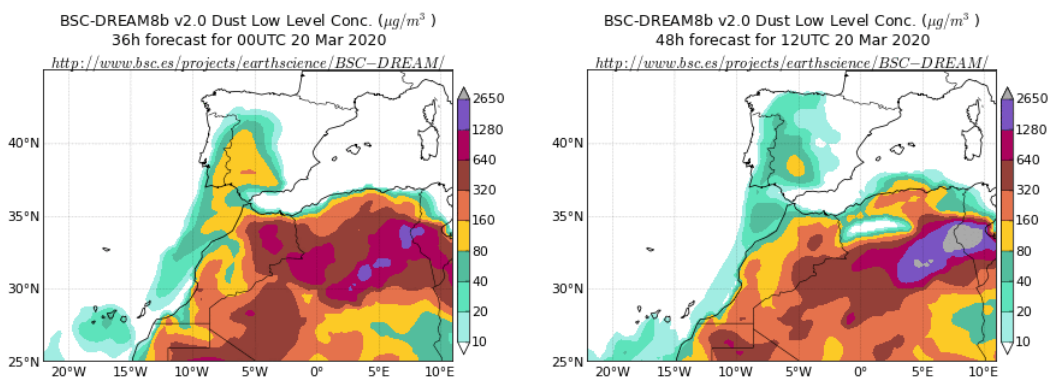 BSC-DREAM8b v2.0 Dust Low Level Conc. (μg/m³ )
36h forecast for 00UTC 20 Mar 2020
http://www.bsc.es/projects/earthscience/BSC−DREAM/
40°N
35°N
30°N
25°N
20°W 15°W 10°W 5°W 0°E 5°E 10°E
2650
1280
640
320
160
80
40
20
10
BSC-DREAM8b v2.0 Dust Low Level Conc. (μg/m³ )
48h forecast for 12UTC 20 Mar 2020
http://www.bsc.es/projects/earthscience/BSC−DREAM/
40°N
35°N
30°N
25°N
20°W 15°W 10°W 5°W 0°E 5°E 10°E
2650
1280
640
320
160
80
40
20
10